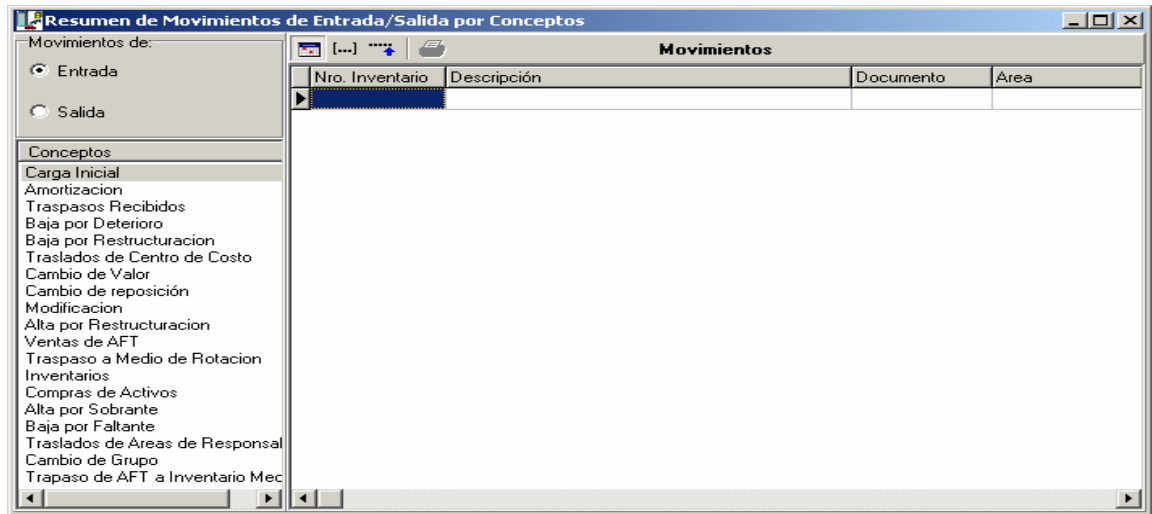 Resumen de Movimientos de Entrada/Salida por Conceptos
Movimientos de:
Entrada
Salida
Conceptos
Carga Inicial
Amortizacion
Traspasos Recibidos
Baja por Deterioro
Baja por Restructuracion
Traslados de Centro de Costo
Cambio de Valor
Cambio de reposición
Modificacion
Alta por Restructuracion
Ventas de AFT
Traspaso a Medio de Rotacion
Inventarios
Compras de Activos
Alta por Sobrante
Baja por Faltante
Traslados de Areas de Responsal
Cambio de Grupo
Trapaso de AFT a Inventario Med
[...] Movimientos
Nro. Inventario Descripción Documento Area